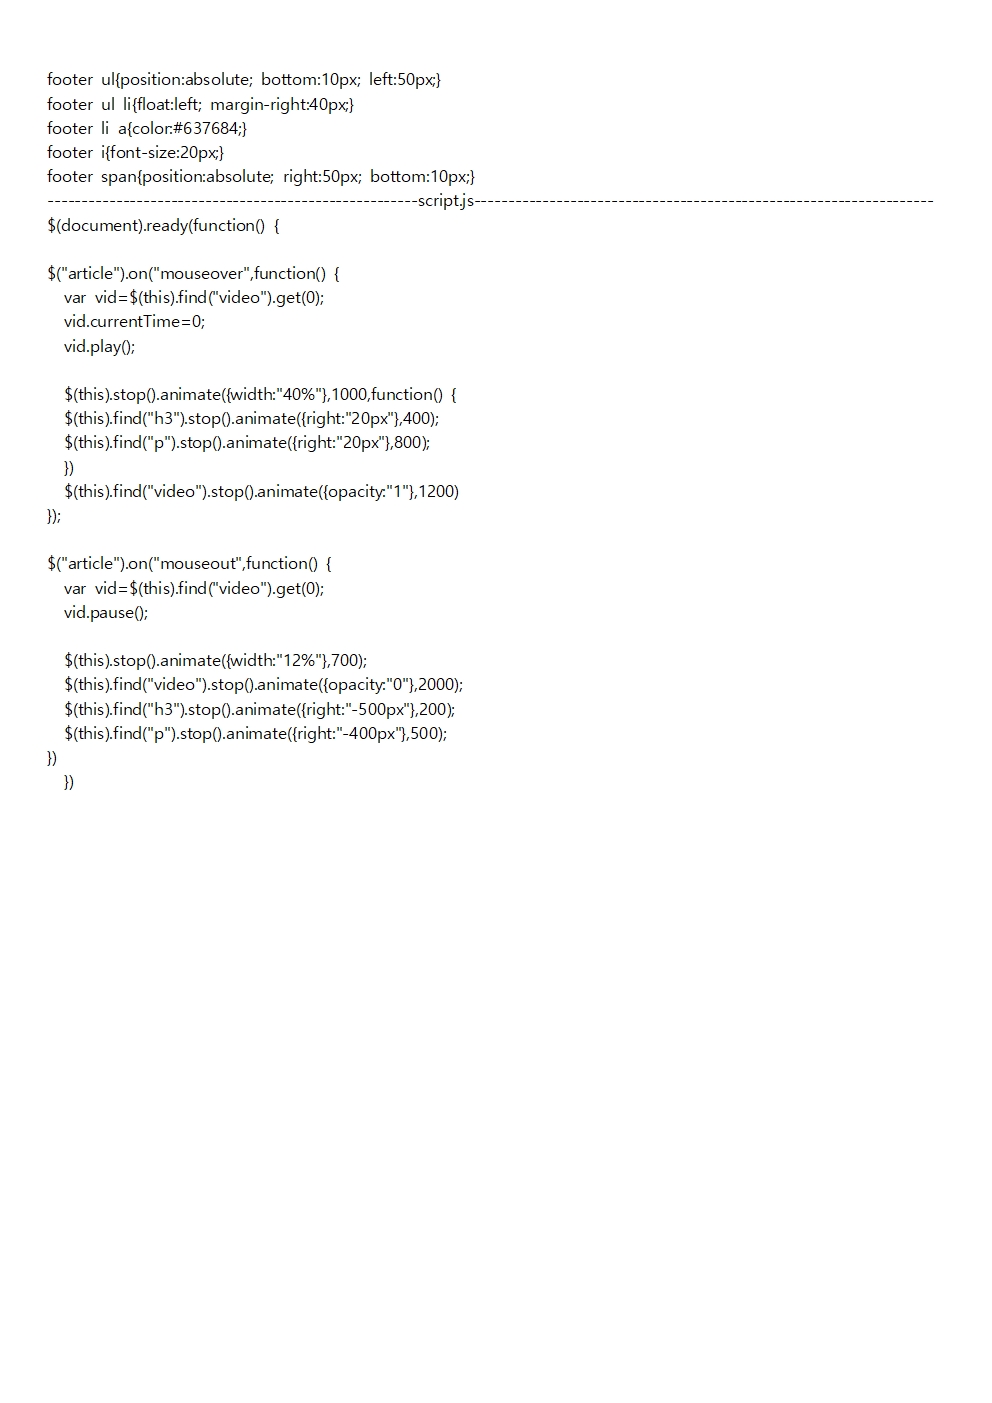 footer ul{position:absolute; bottom:10px; left:50px;}
footer ul li{float:left; margin-right:40px;}
footer li a{color:#637684;}
footer i{font-size:20px;}
footer span{position:absolute; right:50px; bottom:10px;}
------------------------------------------------------script.js-------------------------------------------------------------------
$(document).ready(function() {
$("article").on("mouseover",function() {
var vid=$(this).find("video").get(0);
vid.currentTime=0;
vid.play();
$(this).stop().animate({width:"40%"},1000,function() {
$(this).find("h3").stop().animate({right:"20px"},400);
$(this).find("p").stop().animate({right:"20px"},800);
})
$(this).find("video").stop().animate({opacity:"1"},1200)
});
$("article").on("mouseout",function() {
var vid=$(this).find("video").get(0);
vid.pause();
$(this).stop().animate({width:"12%"},700);
$(this).find("video").stop().animate({opacity:"0"},2000);
$(this).find("h3").stop().animate({right:"-500px"},200);
$(this).find("p").stop().animate({right:"-400px"},500);
})
})